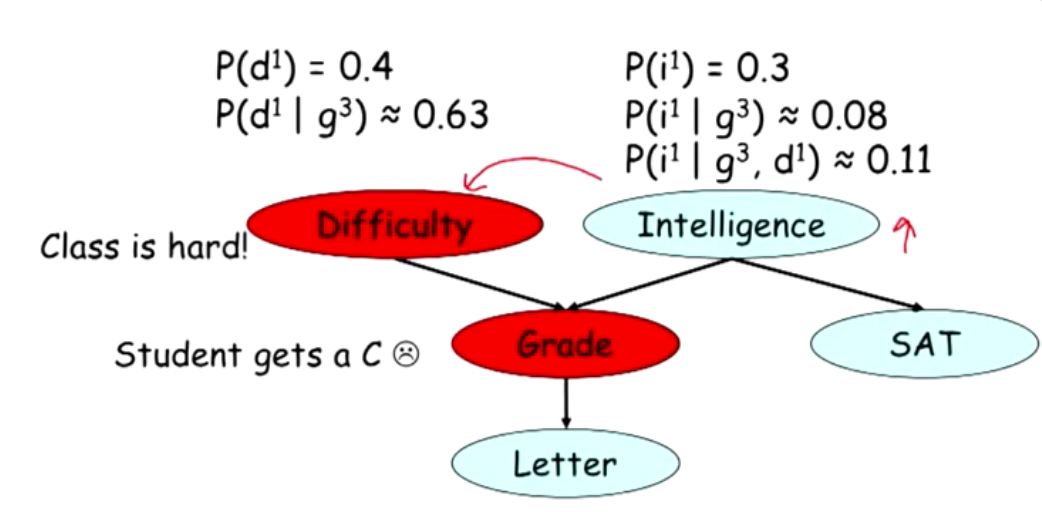 P(d¹) = 0.4
P(d¹ | g³) ≈ 0.63
P(i¹) = 0.3
P(i¹ | g³) ≈ 0.08
P(i¹ | g³, d¹) ≈ 0.11
Difficulty
Intelligence
Class is hard!
Student gets a C ☹
Grade
SAT
Letter